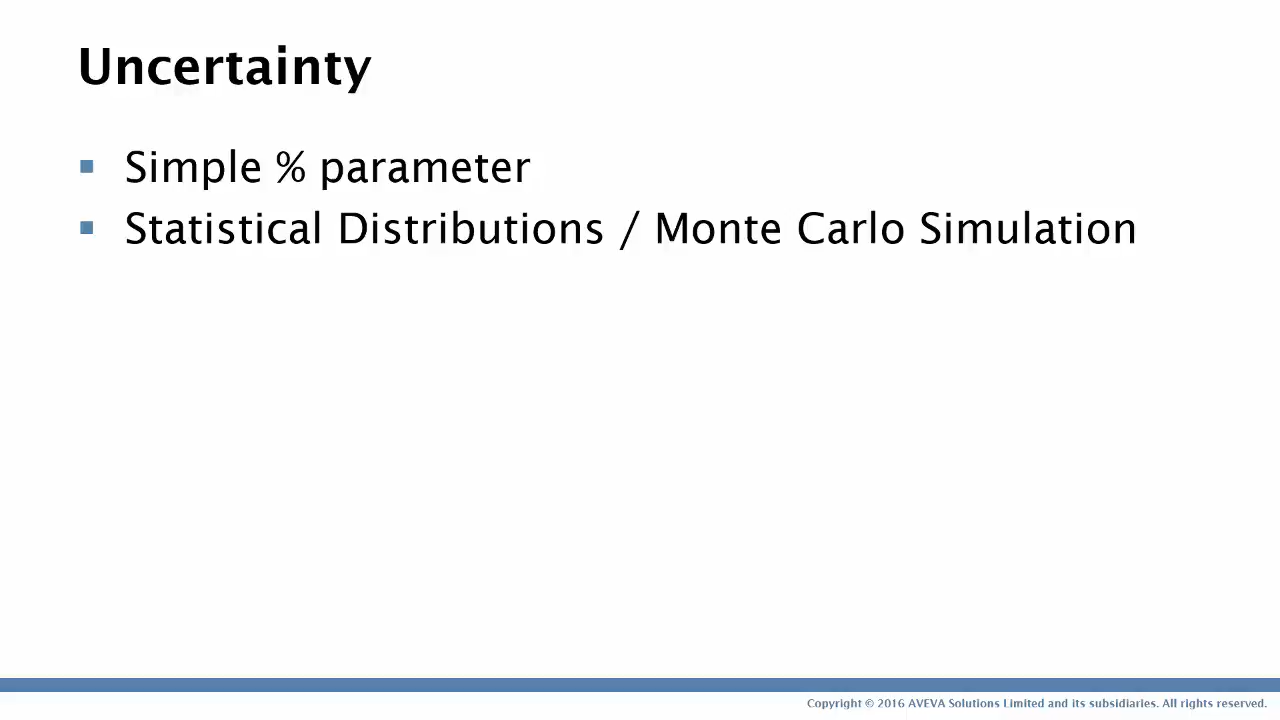 Uncertainty
Simple % parameter
Statistical Distributions / Monte Carlo Simulation
Copyright © 2016 AVEVA Solutions Limited and its subsidiaries. All rights reserved.